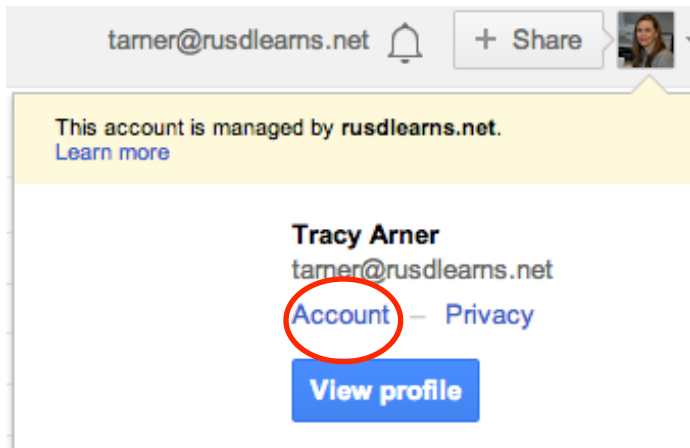 tarner@rusdlearns.net + Share
This account is managed by rusdlearns.net.
Learn more
Tracy Arner
tarner@rusdlearns.net
Account – Privacy
View profile